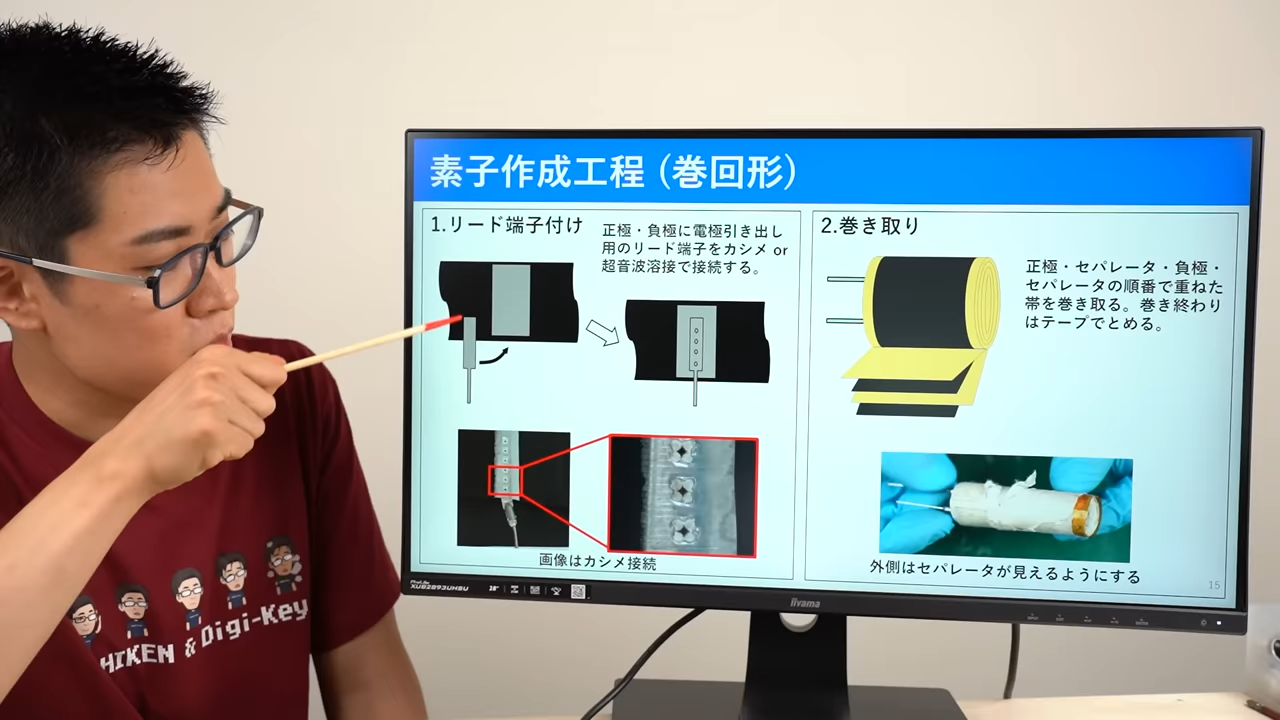 素子作成工程(巻回形)
1.リード端子付け
正極・負極に電極引き出し
用のリード端子をカシメ or
超音波溶接で接続する。
画像はカシメ接続
2.巻き取り
正極・セパレータ・負極・
セパレータの順番で重ねた
帯を巻き取る。巻き終わり
はテープでとめる。
外側はセパレータが見えるようにする
15
ProLite
XUB2893UHSU
28"
iiyama
HIKEN & Digi-Key